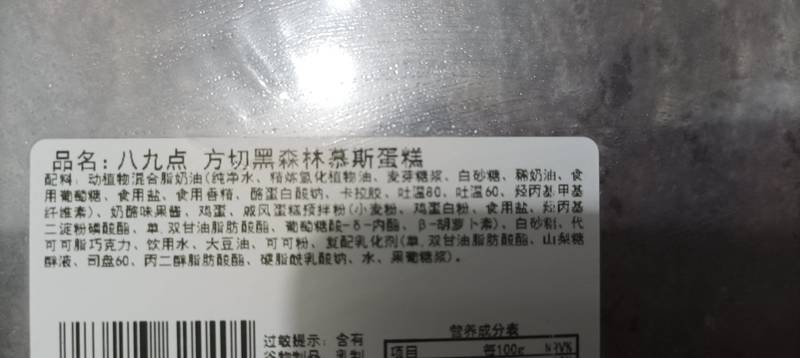 品名：八九点 方切黑森林慕斯蛋糕
配料：动植物混合脂奶油(纯净水、精炼氢化植物油、麦芽糖浆、白砂糖、稀奶油、食
用葡萄糖、食用盐、食用香精、酪蛋白酸钠、卡拉胶、吐温80、吐温60、羟丙基甲基
纤维素)、奶酪味果酱、鸡蛋、戚风蛋糕预拌粉(小麦粉、鸡蛋白粉、食用盐、羟丙基
二淀粉磷酸酯、单,双甘油脂肪酸酯、葡萄糖酸-δ-内酯、β-胡萝卜素)、白砂糖、代
可可脂巧克力、饮用水、大豆油、可可粉、复配乳化剂(单,双甘油脂肪酸酯、山梨糖
醇液、司盘60、丙二醇脂肪酸酯、硬脂酰乳酸钠、水、果葡糖浆)。
过敏提示：含有
谷物制品、乳制
营养成分表
项目 每100g NRV%